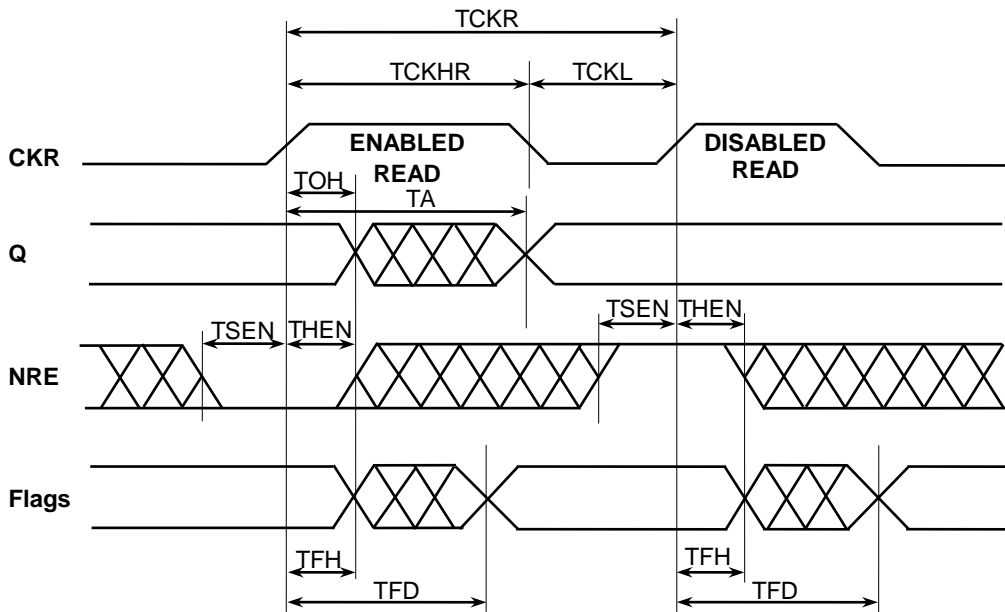 TCKR
TCKHR TCKL
CKR ENABLED READ DISABLED READ
TOH
TA
Q
TSEN THEN TSEN THEN
NRE
Flags
TFH TFH
TFD TFD